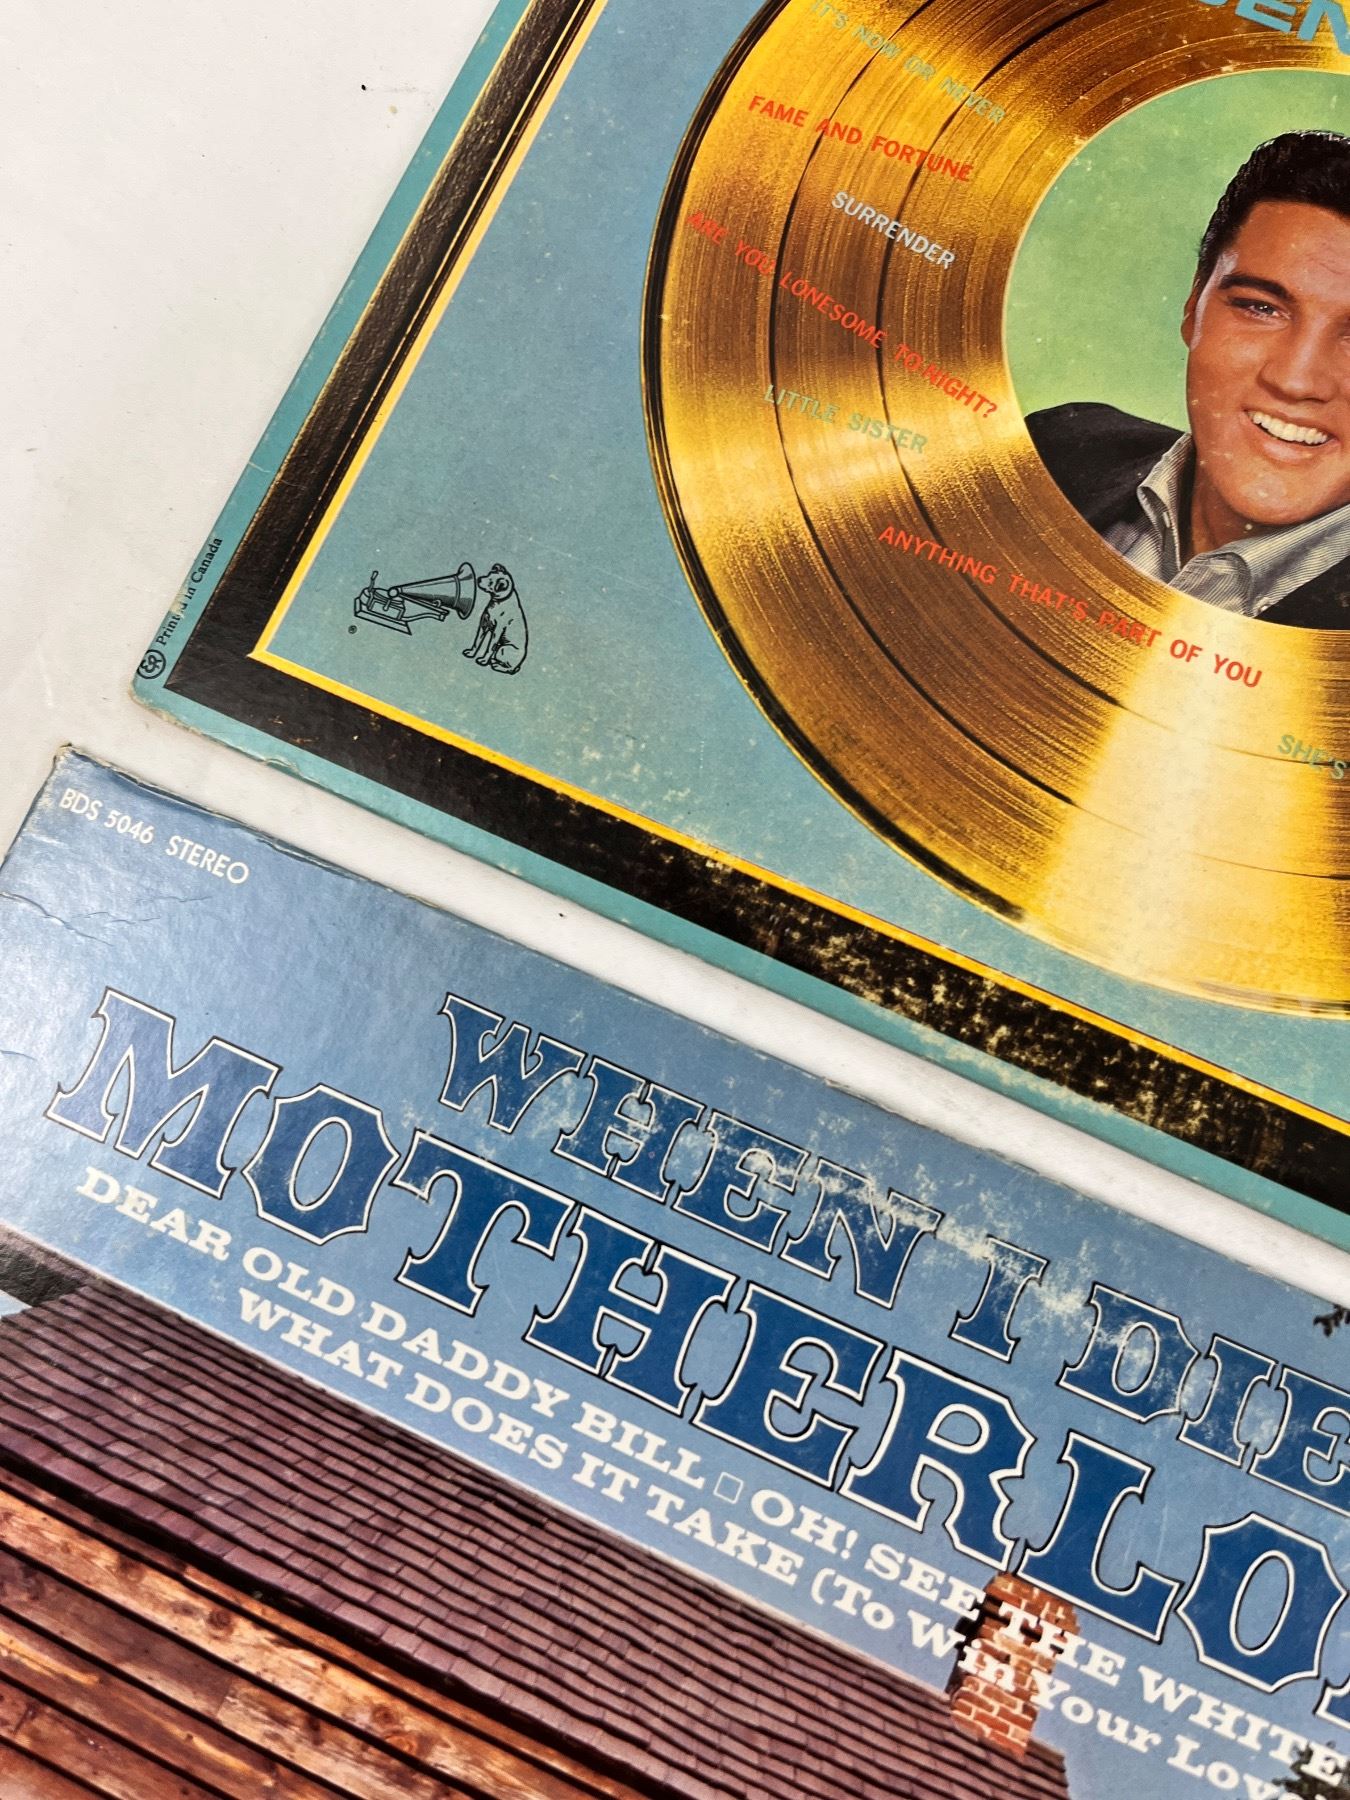 IT'S NOW OR NEVER
FAME AND FORTUNE
SURRENDER
ARE YOU LONESOME TO-NIGHT?
LITTLE SISTER
ANYTHING THAT'S PART OF YOU
SHE'S
®
Printed in Canada
BDS 5046 STEREO
WHEN I DIE
MOTHERLO
DEAR OLD DADDY BILL □ OH! SEE THE WHITE
WHAT DOES IT TAKE (To Win Your Love